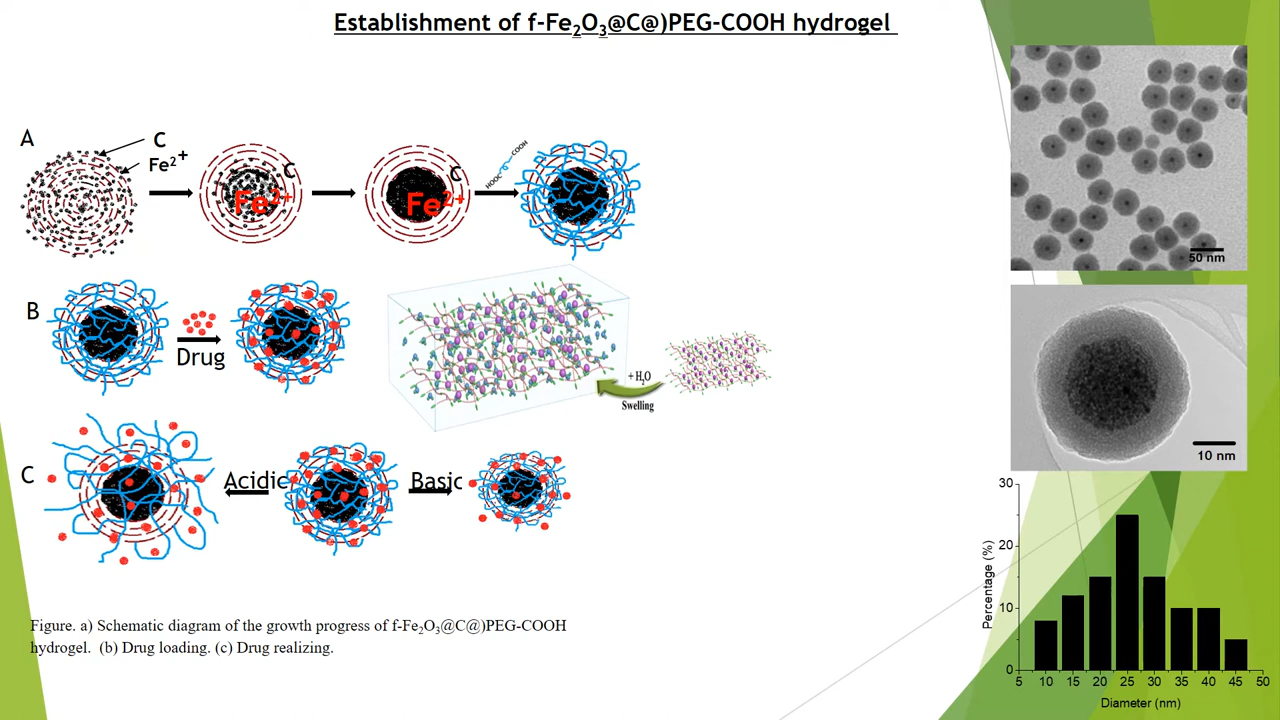 Establishment of f-Fe₂O₃@C@)PEG-COOH hydrogel
A
C
Fe²⁺
C
Fe²⁺
C
Fe²⁺
HOOC
COOH
50 nm
B
Drug
+ H₂O
Swelling
10 nm
C
Acidic
Basic
Percentage (%)
30
20
10
0
5 10 15 20 25 30 35 40 45 50
Diameter (nm)
Figure. a) Schematic diagram of the growth progress of f-Fe₂O₃@C@)PEG-COOH
hydrogel. (b) Drug loading. (c) Drug realizing.